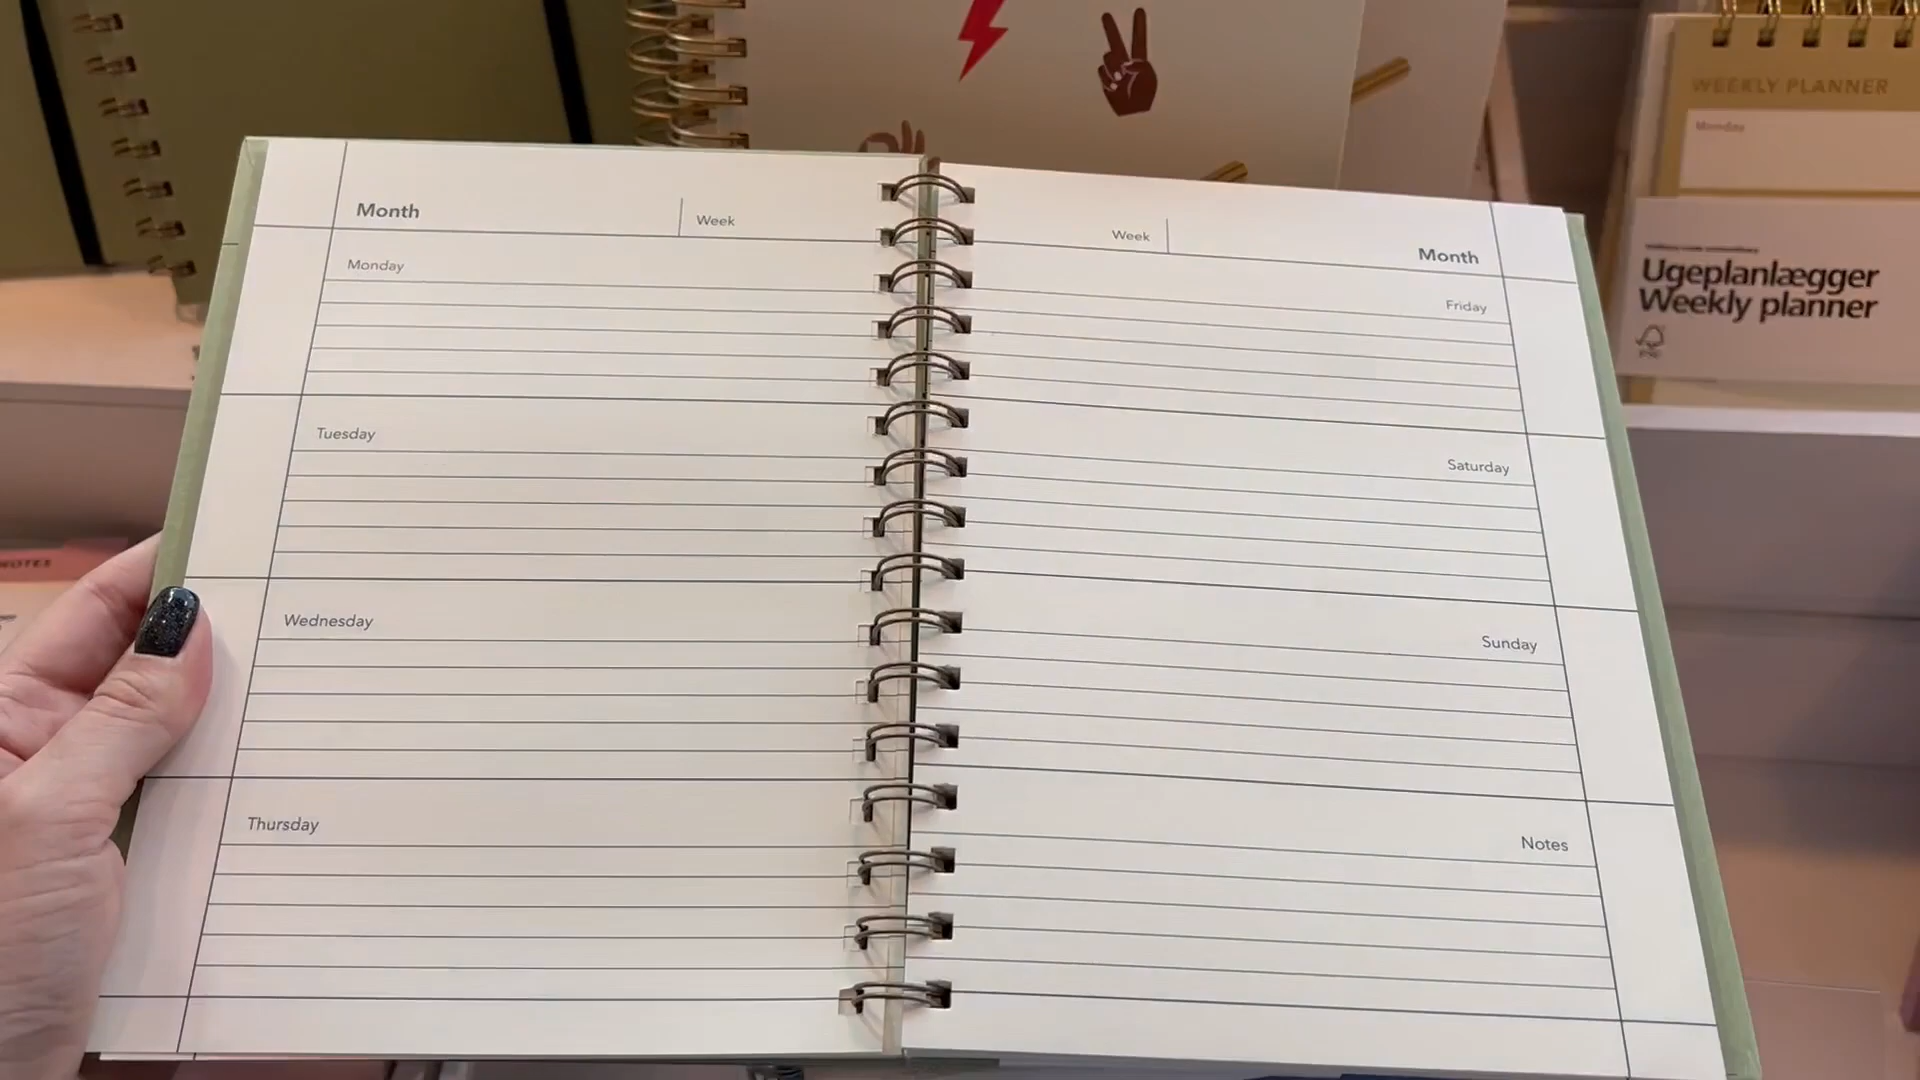 WEEKLY PLANNER
Monday
Ugeplanlægger
Weekly planner
FSC
NOTES
Month
Week
Monday
Tuesday
Wednesday
Thursday
Week
Month
Friday
Saturday
Sunday
Notes